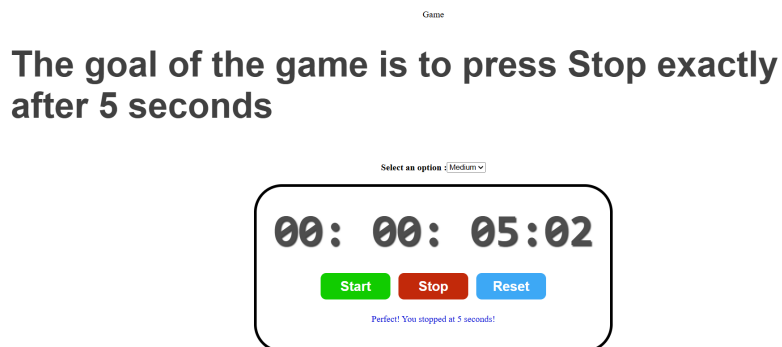 Game
The goal of the game is to press Stop exactly
after 5 seconds
Select an option : Medium
00: 00: 05:02
Start Stop Reset
Perfect! You stopped at 5 seconds!